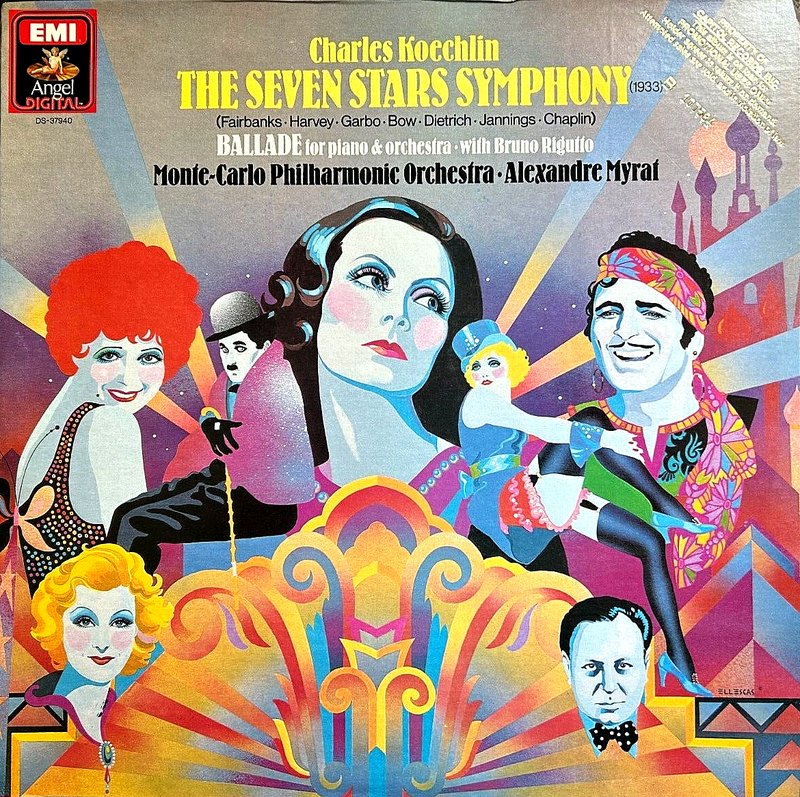 EMI
Angel
DIGITAL
DS-37940
Charles Koechlin
THE SEVEN STARS SYMPHONY (1933)
(Fairbanks · Harvey · Garbo · Bow · Dietrich · Jannings · Chaplin)
BALLADE for piano & orchestra · with Bruno Rigutto
Monte-Carlo Philharmonic Orchestra · Alexandre Myrat
ELLESCAS